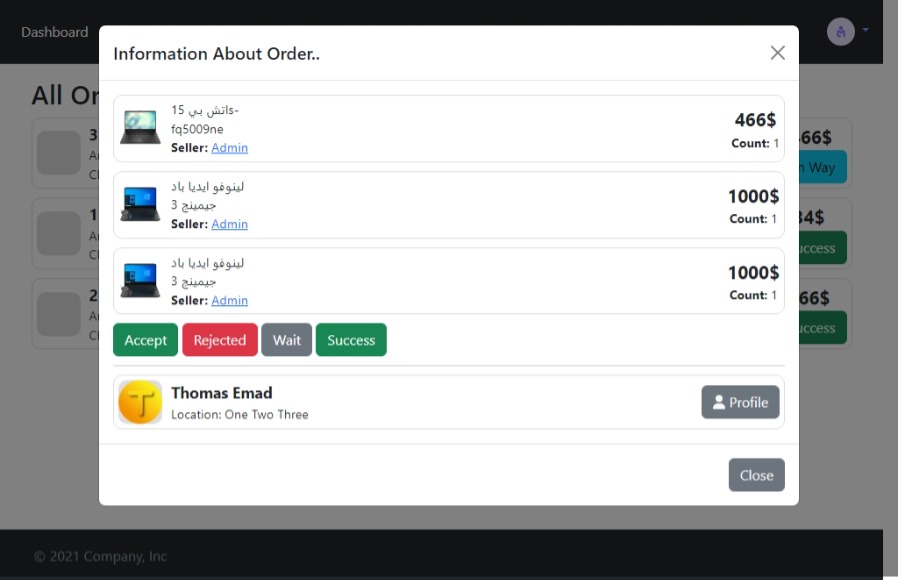 Dashboard
Information About Order..
All Or
اتش بي 15s-
fq5009ne
Seller: Admin
466$
Count: 1
لينوفو ايديا باد
جيمينج 3
Seller: Admin
1000$
Count: 1
لينوفو ايديا باد
جيمينج 3
Seller: Admin
1000$
Count: 1
Accept Rejected Wait Success
Thomas Emad
Location: One Two Three
Profile
Close
3
66$
Way
1
34$
uccess
2
66$
uccess
© 2021 Company, Inc